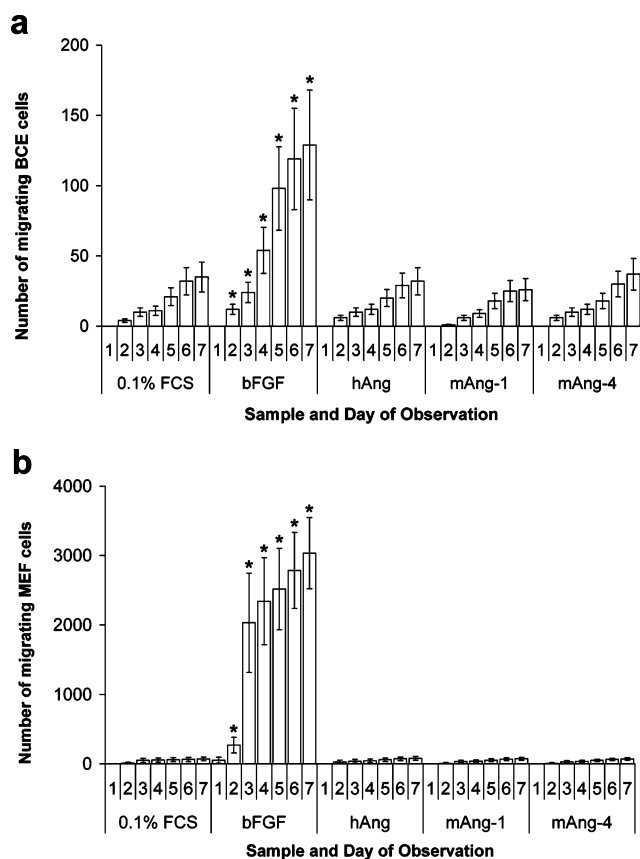 a
Number of migrating BCE cells
200
150
100
50
0
* * * * * *
1 2 3 4 5 6 7 1 2 3 4 5 6 7 1 2 3 4 5 6 7 1 2 3 4 5 6 7 1 2 3 4 5 6 7
0.1% FCS bFGF hAng mAng-1 mAng-4
Sample and Day of Observation
b
Number of migrating MEF cells
4000
3000
2000
1000
0
* * * * * *
1 2 3 4 5 6 7 1 2 3 4 5 6 7 1 2 3 4 5 6 7 1 2 3 4 5 6 7 1 2 3 4 5 6 7
0.1% FCS bFGF hAng mAng-1 mAng-4
Sample and Day of Observation